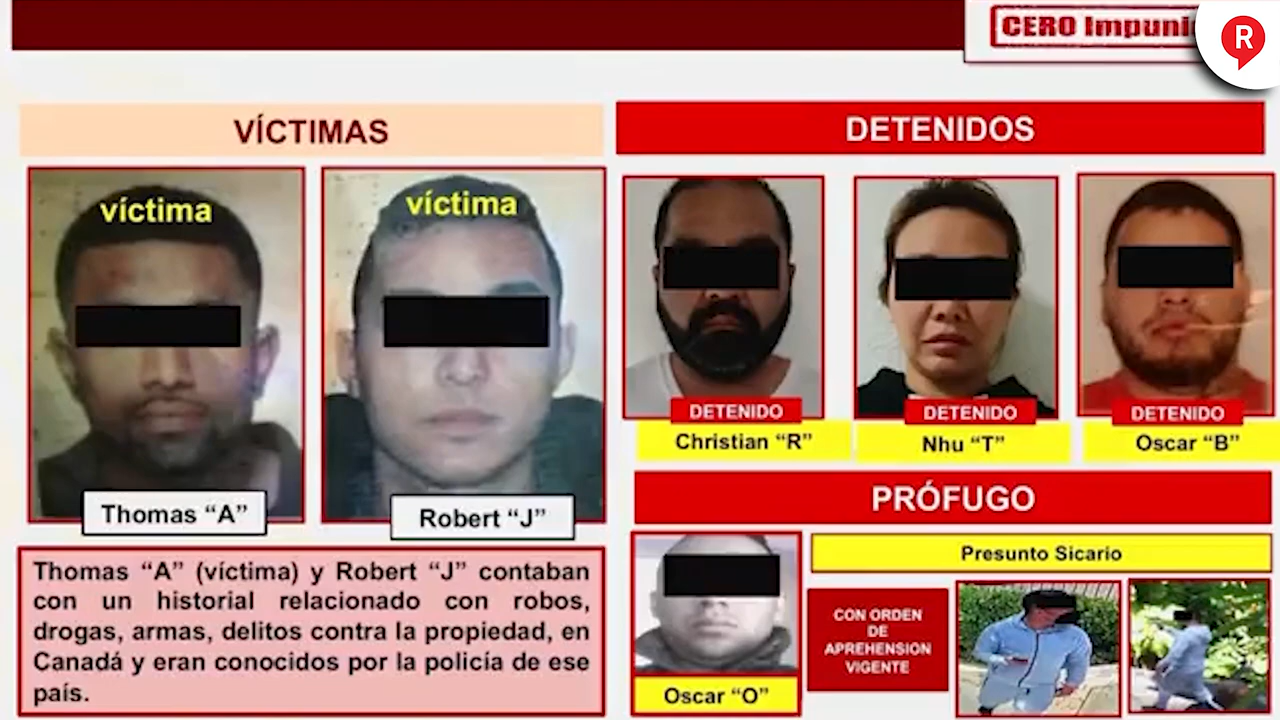 CERO Impuni
R
VÍCTIMAS
DETENIDOS
víctima
víctima
DETENIDO
DETENIDO
DETENIDO
Christian “R”
Nhu “T”
Oscar “B”
Thomas “A”
Robert “J”
PRÓFUGO
Presunto Sicario
Thomas “A” (víctima) y Robert “J” contaban
con un historial relacionado con robos,
drogas, armas, delitos contra la propiedad, en
Canadá y eran conocidos por la policía de ese
país.
CON ORDEN
DE
APREHENSION
VIGENTE
Oscar “O”